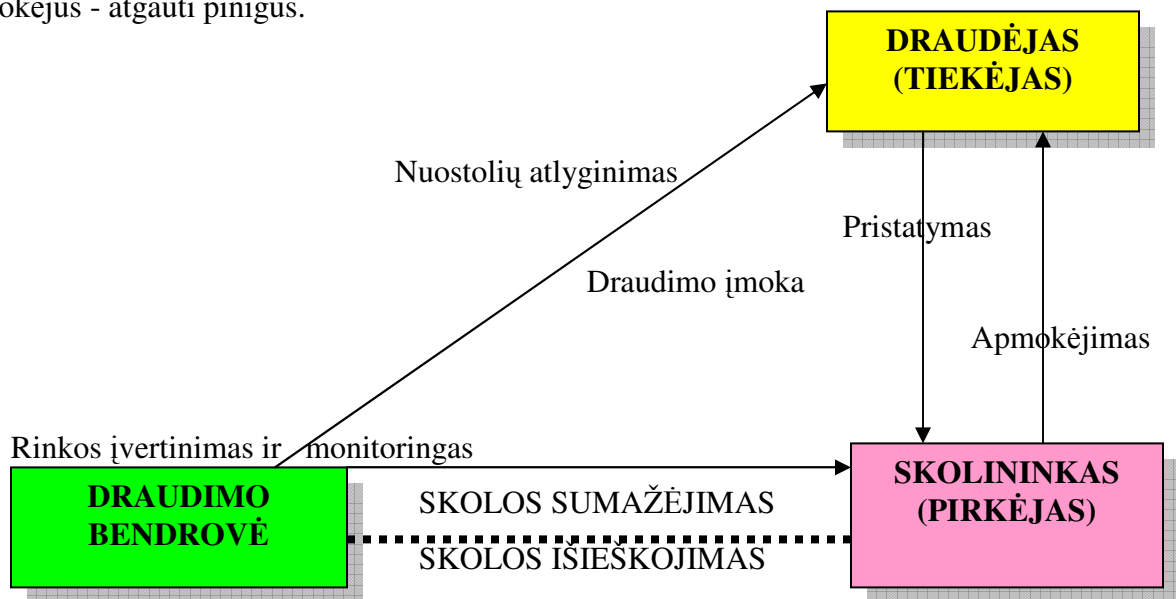 okėjus - atgauti pinigus.
DRAUDĖJAS
(TIEKĖJAS)
Nuostolių atlyginimas
Pristatymas
Draudimo įmoka
Apmokėjimas
Rinkos įvertinimas ir monitoringas
DRAUDIMO
BENDROVĖ
SKOLOS SUMAŽĖJIMAS
SKOLOS IŠIEŠKOJIMAS
SKOLININKAS
(PIRKĖJAS)